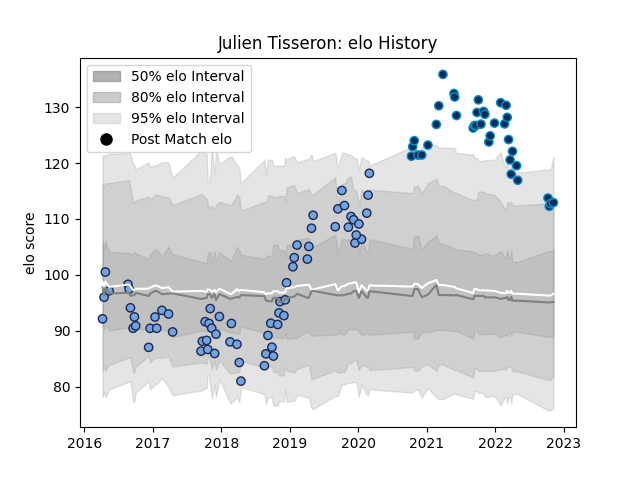 Julien Tisseron: elo History
50% elo Interval
80% elo Interval
95% elo Interval
Post Match elo
elo score
130
120
110
100
90
80
2016 2017 2018 2019 2020 2021 2022 2023